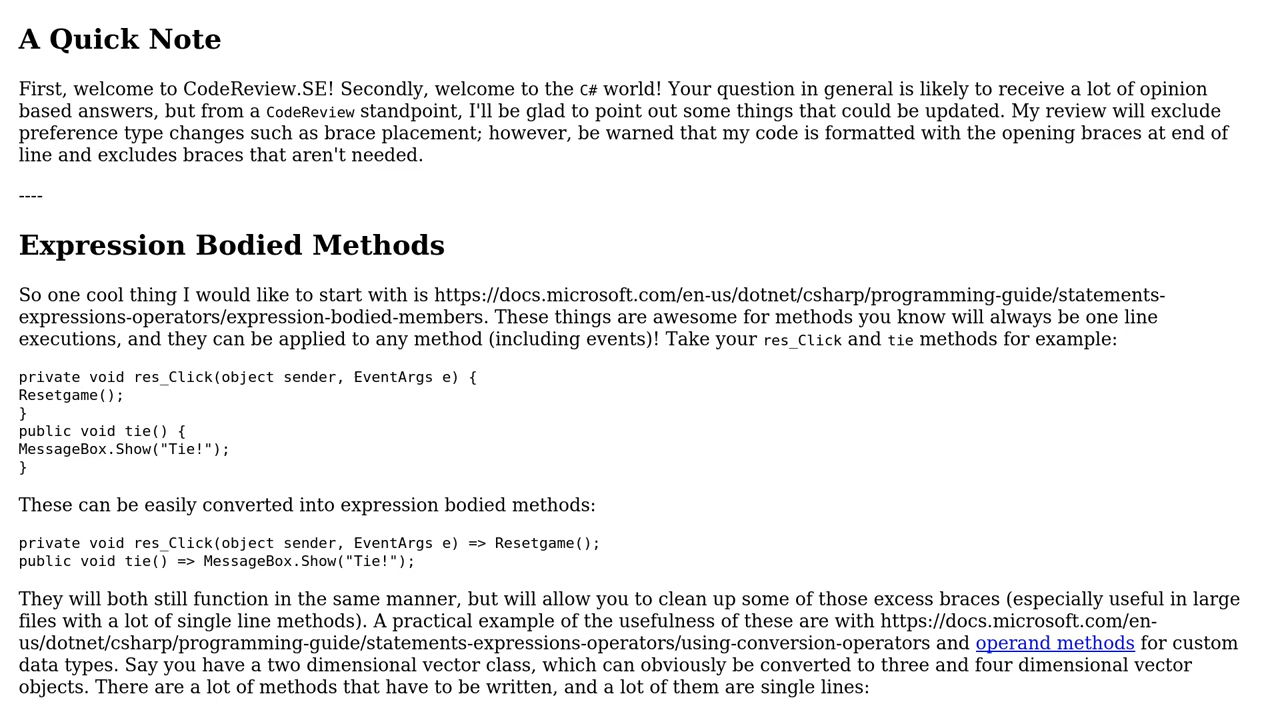 A Quick Note
First, welcome to CodeReview.SE! Secondly, welcome to the C# world! Your question in general is likely to receive a lot of opinion
based answers, but from a CodeReview standpoint, I'll be glad to point out some things that could be updated. My review will exclude
preference type changes such as brace placement; however, be warned that my code is formatted with the opening braces at end of
line and excludes braces that aren't needed.
----
Expression Bodied Methods
So one cool thing I would like to start with is https://docs.microsoft.com/en-us/dotnet/csharp/programming-guide/statements-
expressions-operators/expression-bodied-members. These things are awesome for methods you know will always be one line
executions, and they can be applied to any method (including events)! Take your res_Click and tie methods for example:
private void res_Click(object sender, EventArgs e) {
Resetgame();
}
public void tie() {
MessageBox.Show("Tie!");
}
These can be easily converted into expression bodied methods:
private void res_Click(object sender, EventArgs e) => Resetgame();
public void tie() => MessageBox.Show("Tie!");
They will both still function in the same manner, but will allow you to clean up some of those excess braces (especially useful in large
files with a lot of single line methods). A practical example of the usefulness of these are with https://docs.microsoft.com/en-
us/dotnet/csharp/programming-guide/statements-expressions-operators/using-conversion-operators and operand methods for custom
data types. Say you have a two dimensional vector class, which can obviously be converted to three and four dimensional vector
objects. There are a lot of methods that have to be written, and a lot of them are single lines: